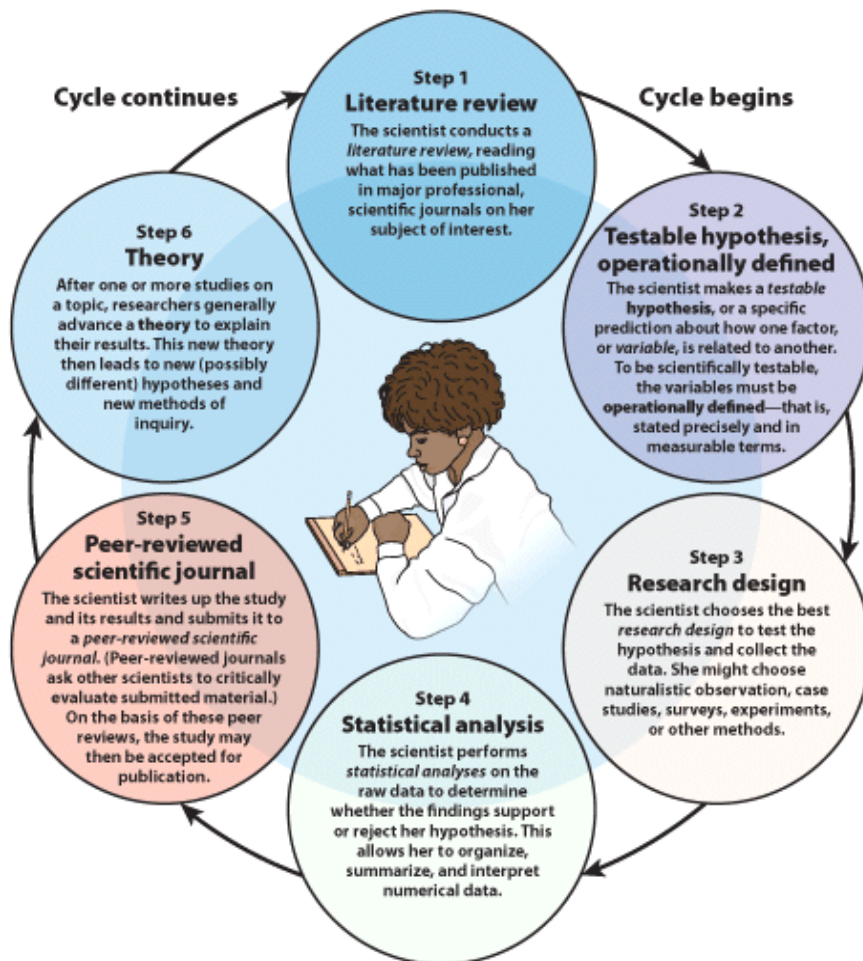 Cycle continues
Cycle begins
Step 1
Literature review
The scientist conducts a
literature review, reading
what has been published
in major professional,
scientific journals on her
subject of interest.
Step 2
Testable hypothesis,
operationally defined
The scientist makes a testable
hypothesis, or a specific
prediction about how one factor,
or variable, is related to another.
To be scientifically testable,
the variables must be
operationally defined—that is,
stated precisely and in
measurable terms.
Step 3
Research design
The scientist chooses the best
research design to test the
hypothesis and collect the
data. She might choose
naturalistic observation, case
studies, surveys, experiments,
or other methods.
Step 4
Statistical analysis
The scientist performs
statistical analyses on the
raw data to determine
whether the findings support
or reject her hypothesis. This
allows her to organize,
summarize, and interpret
numerical data.
Step 5
Peer-reviewed
scientific journal
The scientist writes up the study
and its results and submits it to
a peer-reviewed scientific
journal. (Peer-reviewed journals
ask other scientists to critically
evaluate submitted material.)
On the basis of these peer
reviews, the study may
then be accepted for
publication.
Step 6
Theory
After one or more studies on
a topic, researchers generally
advance a theory to explain
their results. This new theory
then leads to new (possibly
different) hypotheses and
new methods of
inquiry.